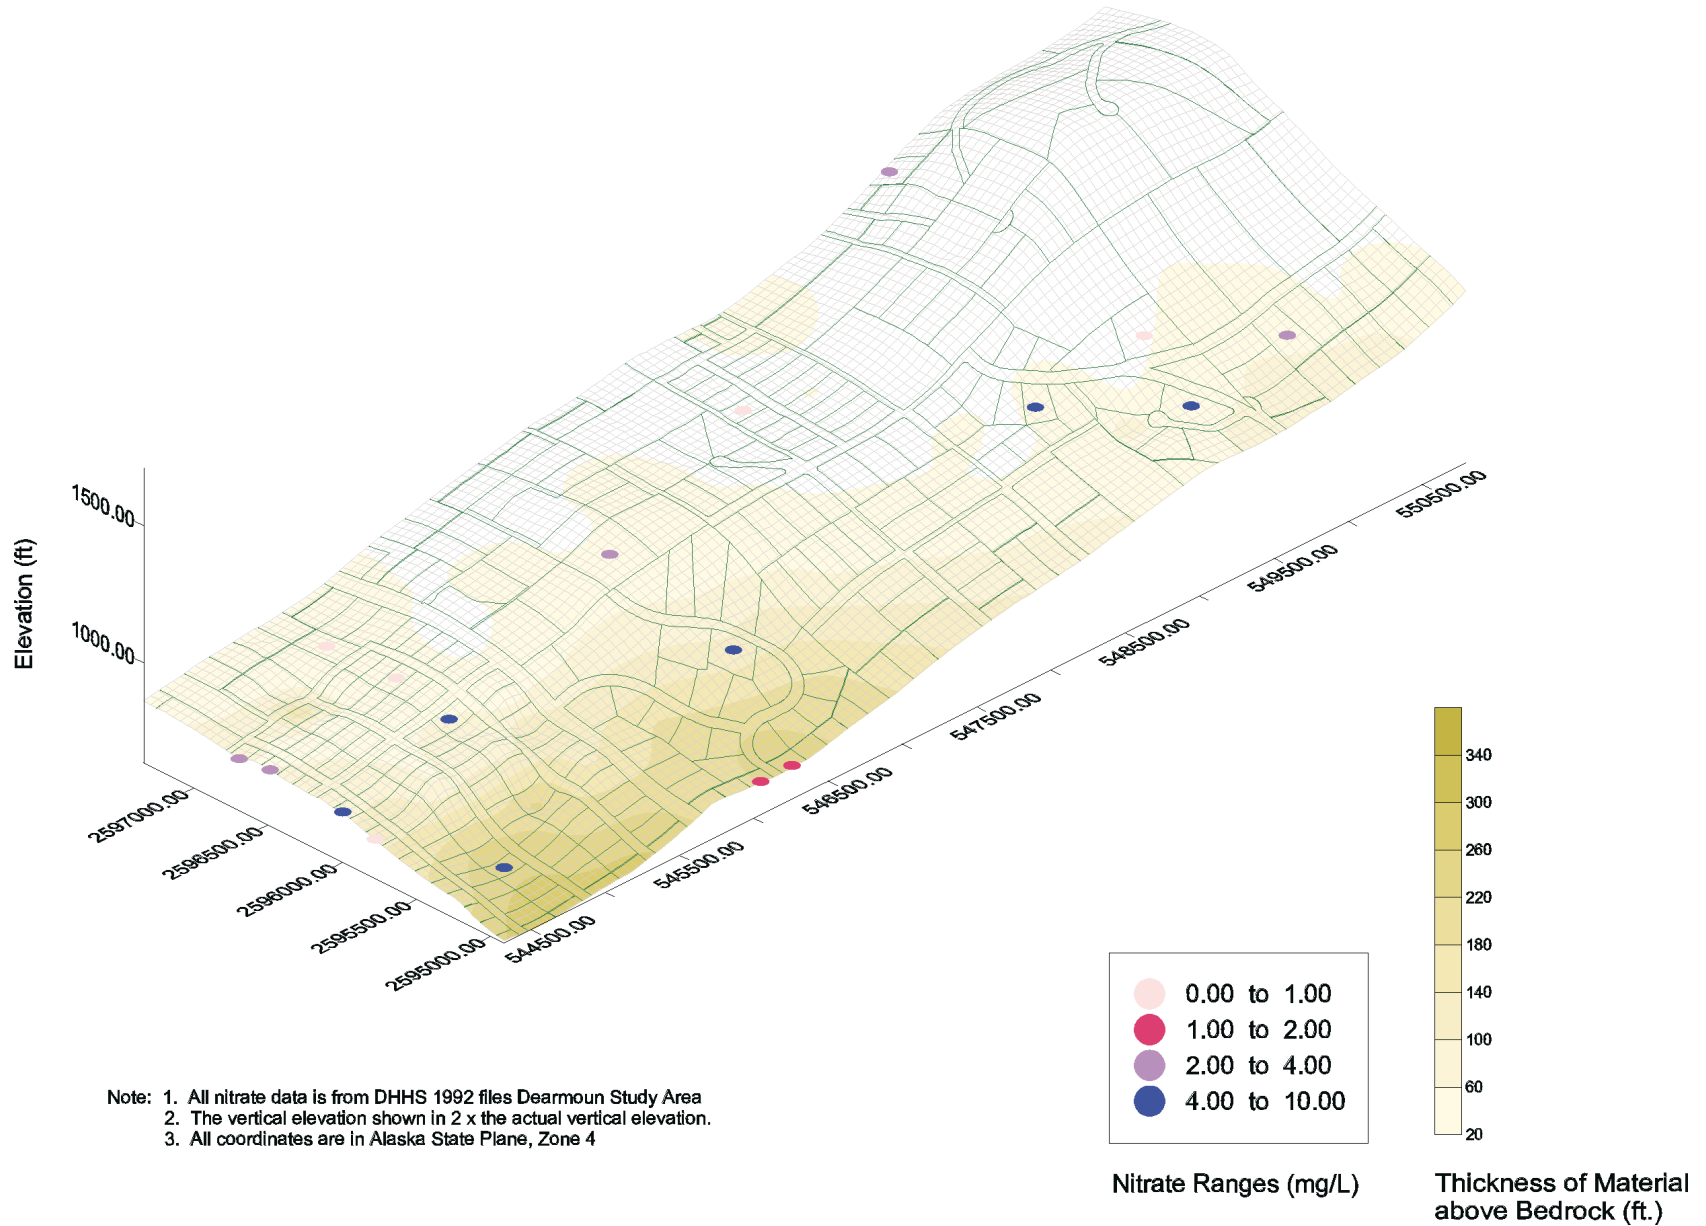 Elevation (ft)
1500.00
1000.00
2597000.00
2596500.00
2596000.00
2595500.00
2595000.00
544500.00
545500.00
546500.00
547500.00
548500.00
549500.00
550500.00
0.00 to 1.00
1.00 to 2.00
2.00 to 4.00
4.00 to 10.00
Nitrate Ranges (mg/L)
340
300
260
220
180
140
100
60
20
Thickness of Material
above Bedrock (ft.)
Note: 1. All nitrate data is from DHHS 1992 files Dearmoun Study Area
2. The vertical elevation shown in 2 x the actual vertical elevation.
3. All coordinates are in Alaska State Plane, Zone 4